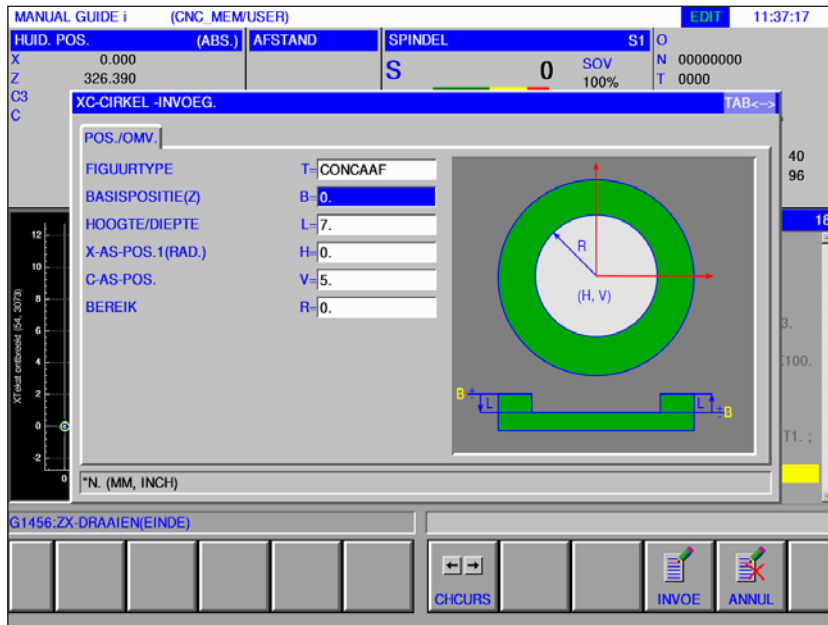 MANUAL GUIDE i (CNC_MEM/USER) EDIT 11:37:17
HUID. POS. (ABS.) AFSTAND SPINDEL S1 O
X 0.000 S 0 SOV N 00000000
Z 326.390 100% T 0000
C3
C
XC-CIRKEL -INVOEG. TAB<-->
POS./OMV.
FIGUURTYPE T= CONCAAF
BASISPOSITIE(Z) B= 0.
HOOGTE/DIEPTE L= 7.
X-AS-POS.1(RAD.) H= 0.
C-AS-POS. V= 5.
BEREIK R= 0.
R
(H, V)
B L L B
40
96
18
12
10
8
6
4
2
0
-2
0
XTekst ontbreekt (54, 3073)
3.
100.
T1. ;
"N. (MM, INCH)
G1456:ZX-DRAAIEN(EINDE)
CHCURS INVOE ANNUL